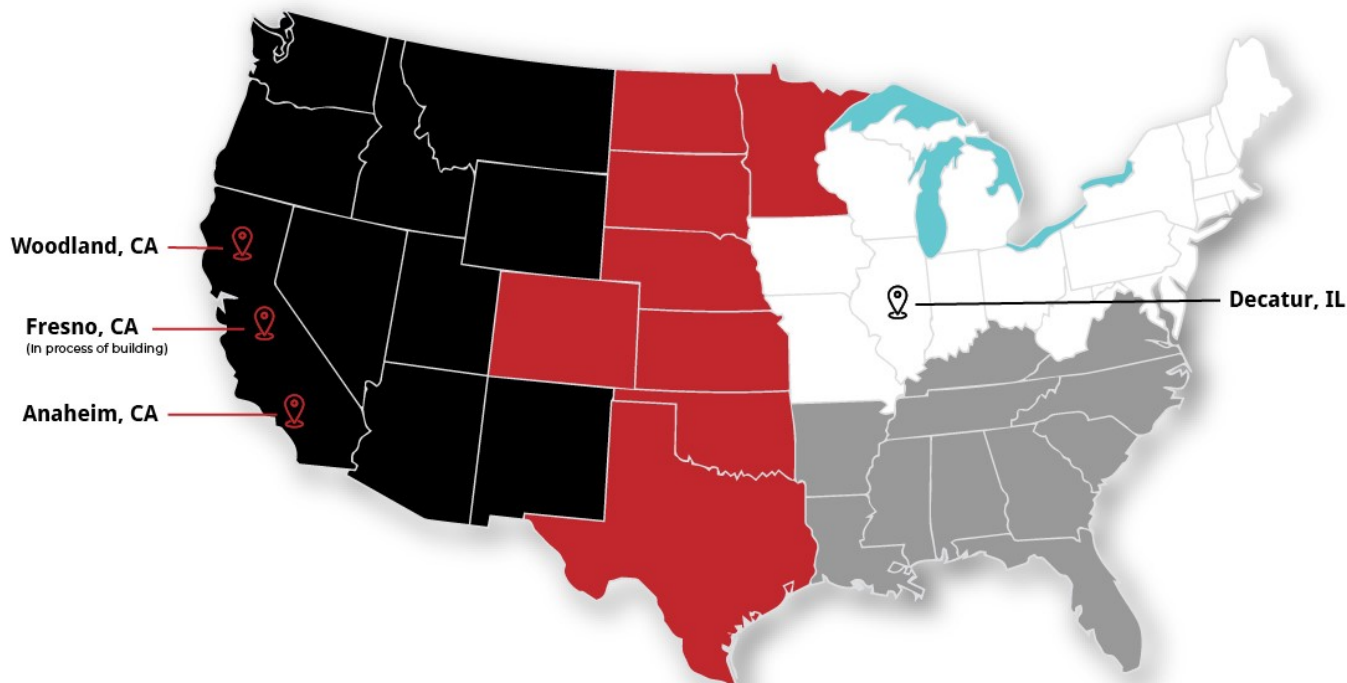 Woodland, CA
Fresno, CA
(In process of building)
Anaheim, CA
Decatur, IL